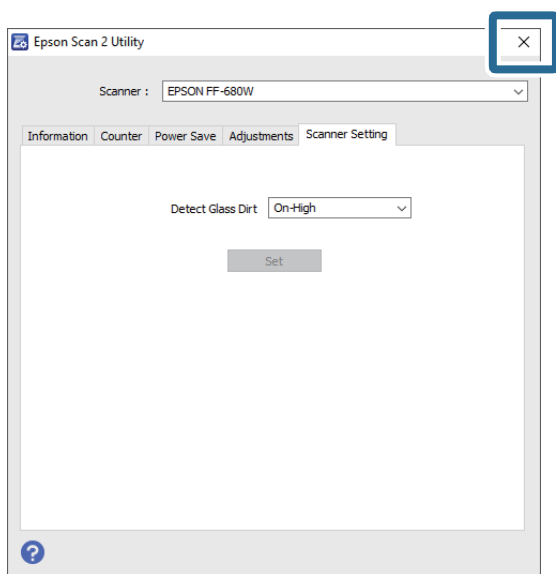 Epson Scan 2 Utility
Scanner : EPSON FF-680W
Information Counter Power Save Adjustments Scanner Setting
Detect Glass Dirt On-High
Set
?